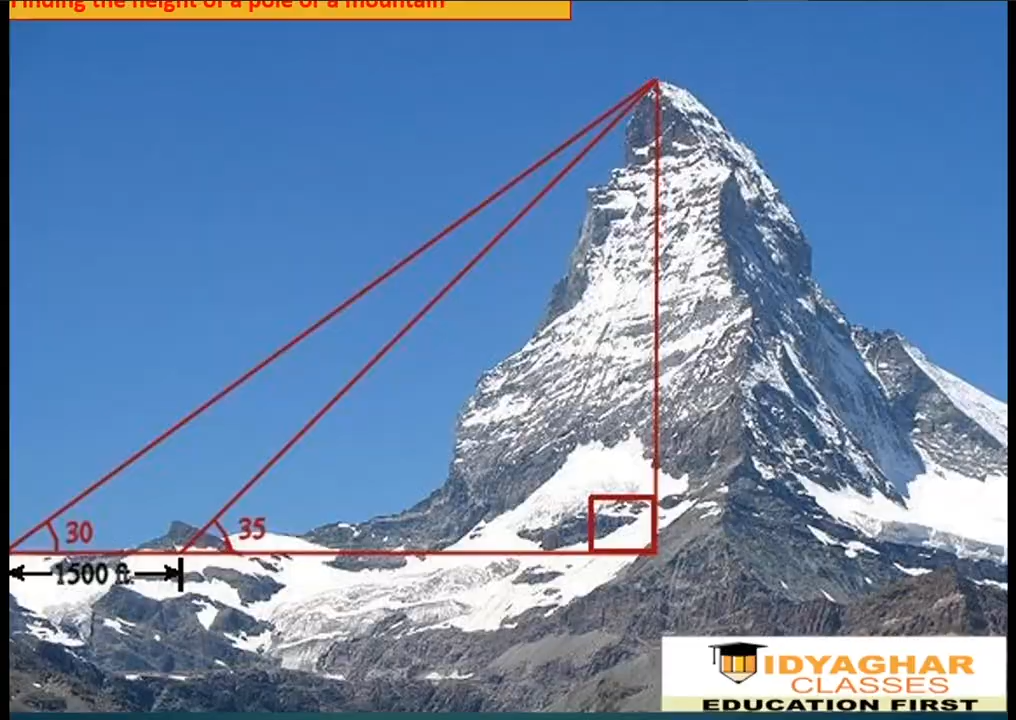 Finding the height of a pole or a mountain
30
35
1500 ft.
IDYAGHAR
CLASSES
EDUCATION FIRST